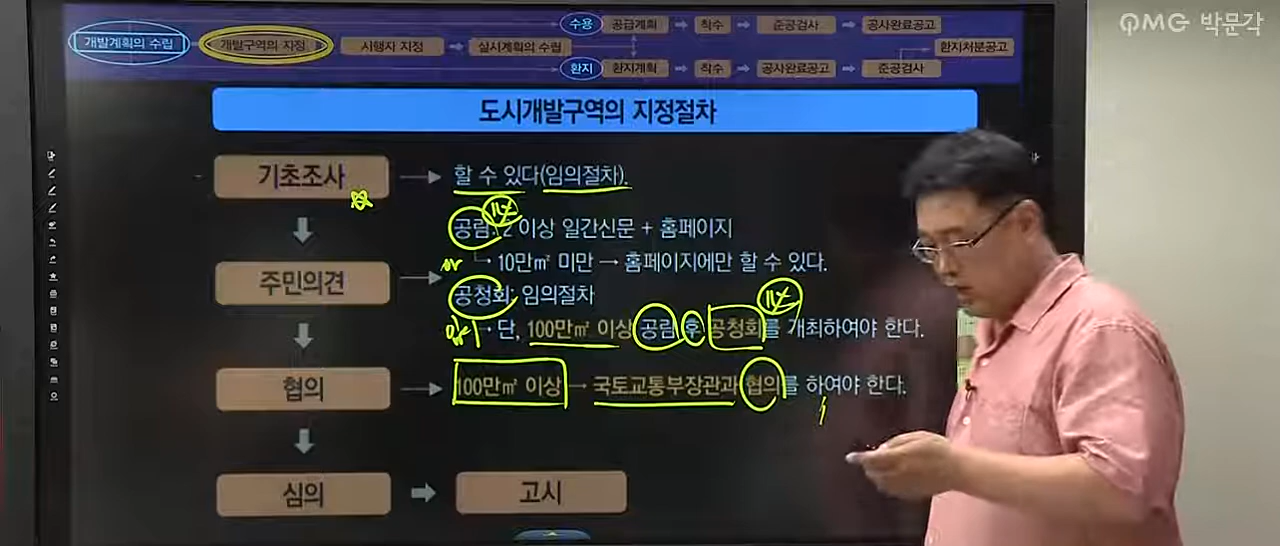 QMG 박문각
개발계획의 수립
개발구역의 지정
시행자 지정
실시계획의 수립
수용
공급계획
착수
준공검사
공사완료공고
환지
환지계획
착수
공사완료공고
준공검사
환지처분공고
도시개발구역의 지정절차
기초조사
할 수 있다(임의절차).
공람: 2 이상 일간신문 + 홈페이지
10만㎡ 미만 → 홈페이지에만 할 수 있다.
주민의견
공청회: 임의절차
단, 100만㎡ 이상 공람 후 공청회를 개최하여야 한다.
협의
100만㎡ 이상 → 국토교통부장관과 협의를 하여야 한다.
심의
고시